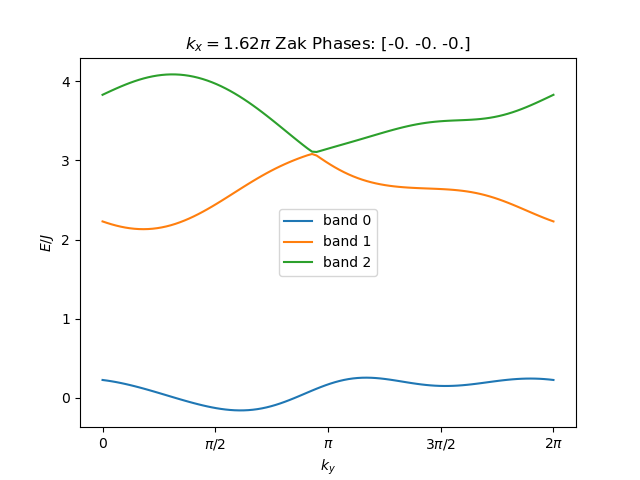 $k_x = 1.62\pi$ Zak Phases: [-0. -0. -0.]
E/J
4
3
2
1
0
band 0
band 1
band 2
0
π/2
π
3π/2
2π
$k_y$